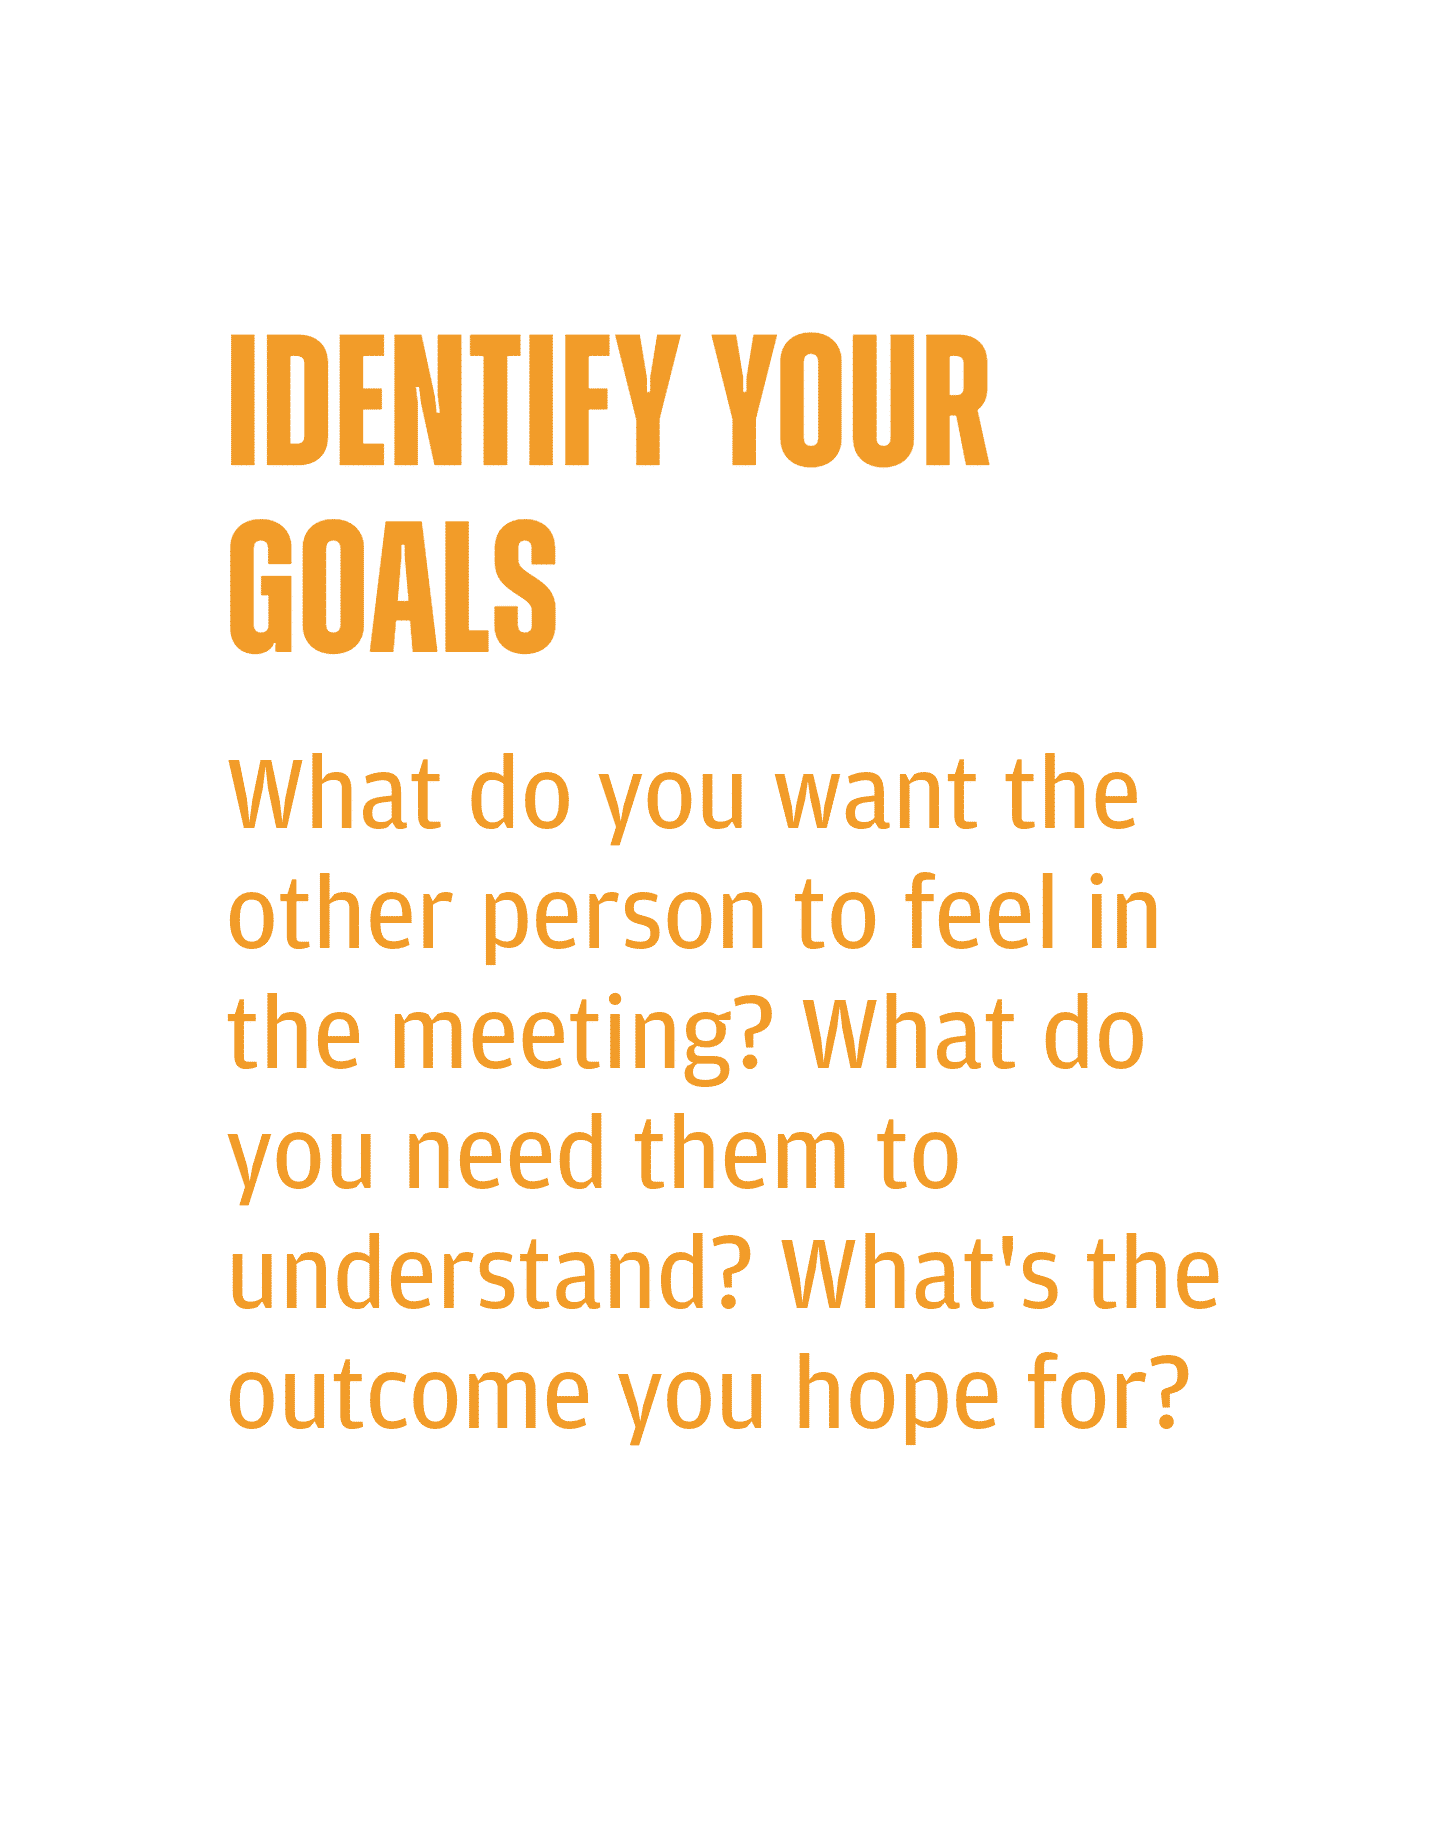 IDENTIFY YOUR
GOALS
What do you want the
other person to feel in
the meeting? What do
you need them to
understand? What's the
outcome you hope for?